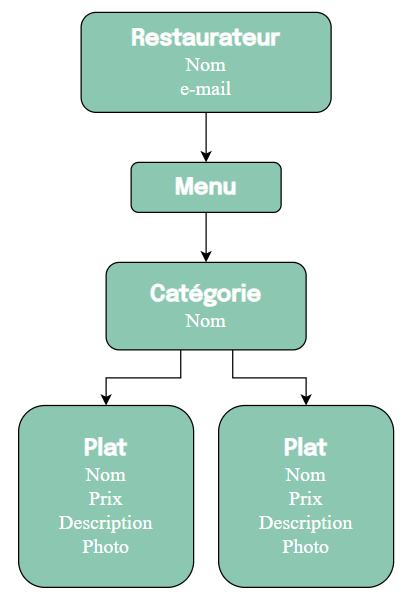 Restaurateur
Nom
e-mail
Menu
Catégorie
Nom
Plat
Nom
Prix
Description
Photo
Plat
Nom
Prix
Description
Photo